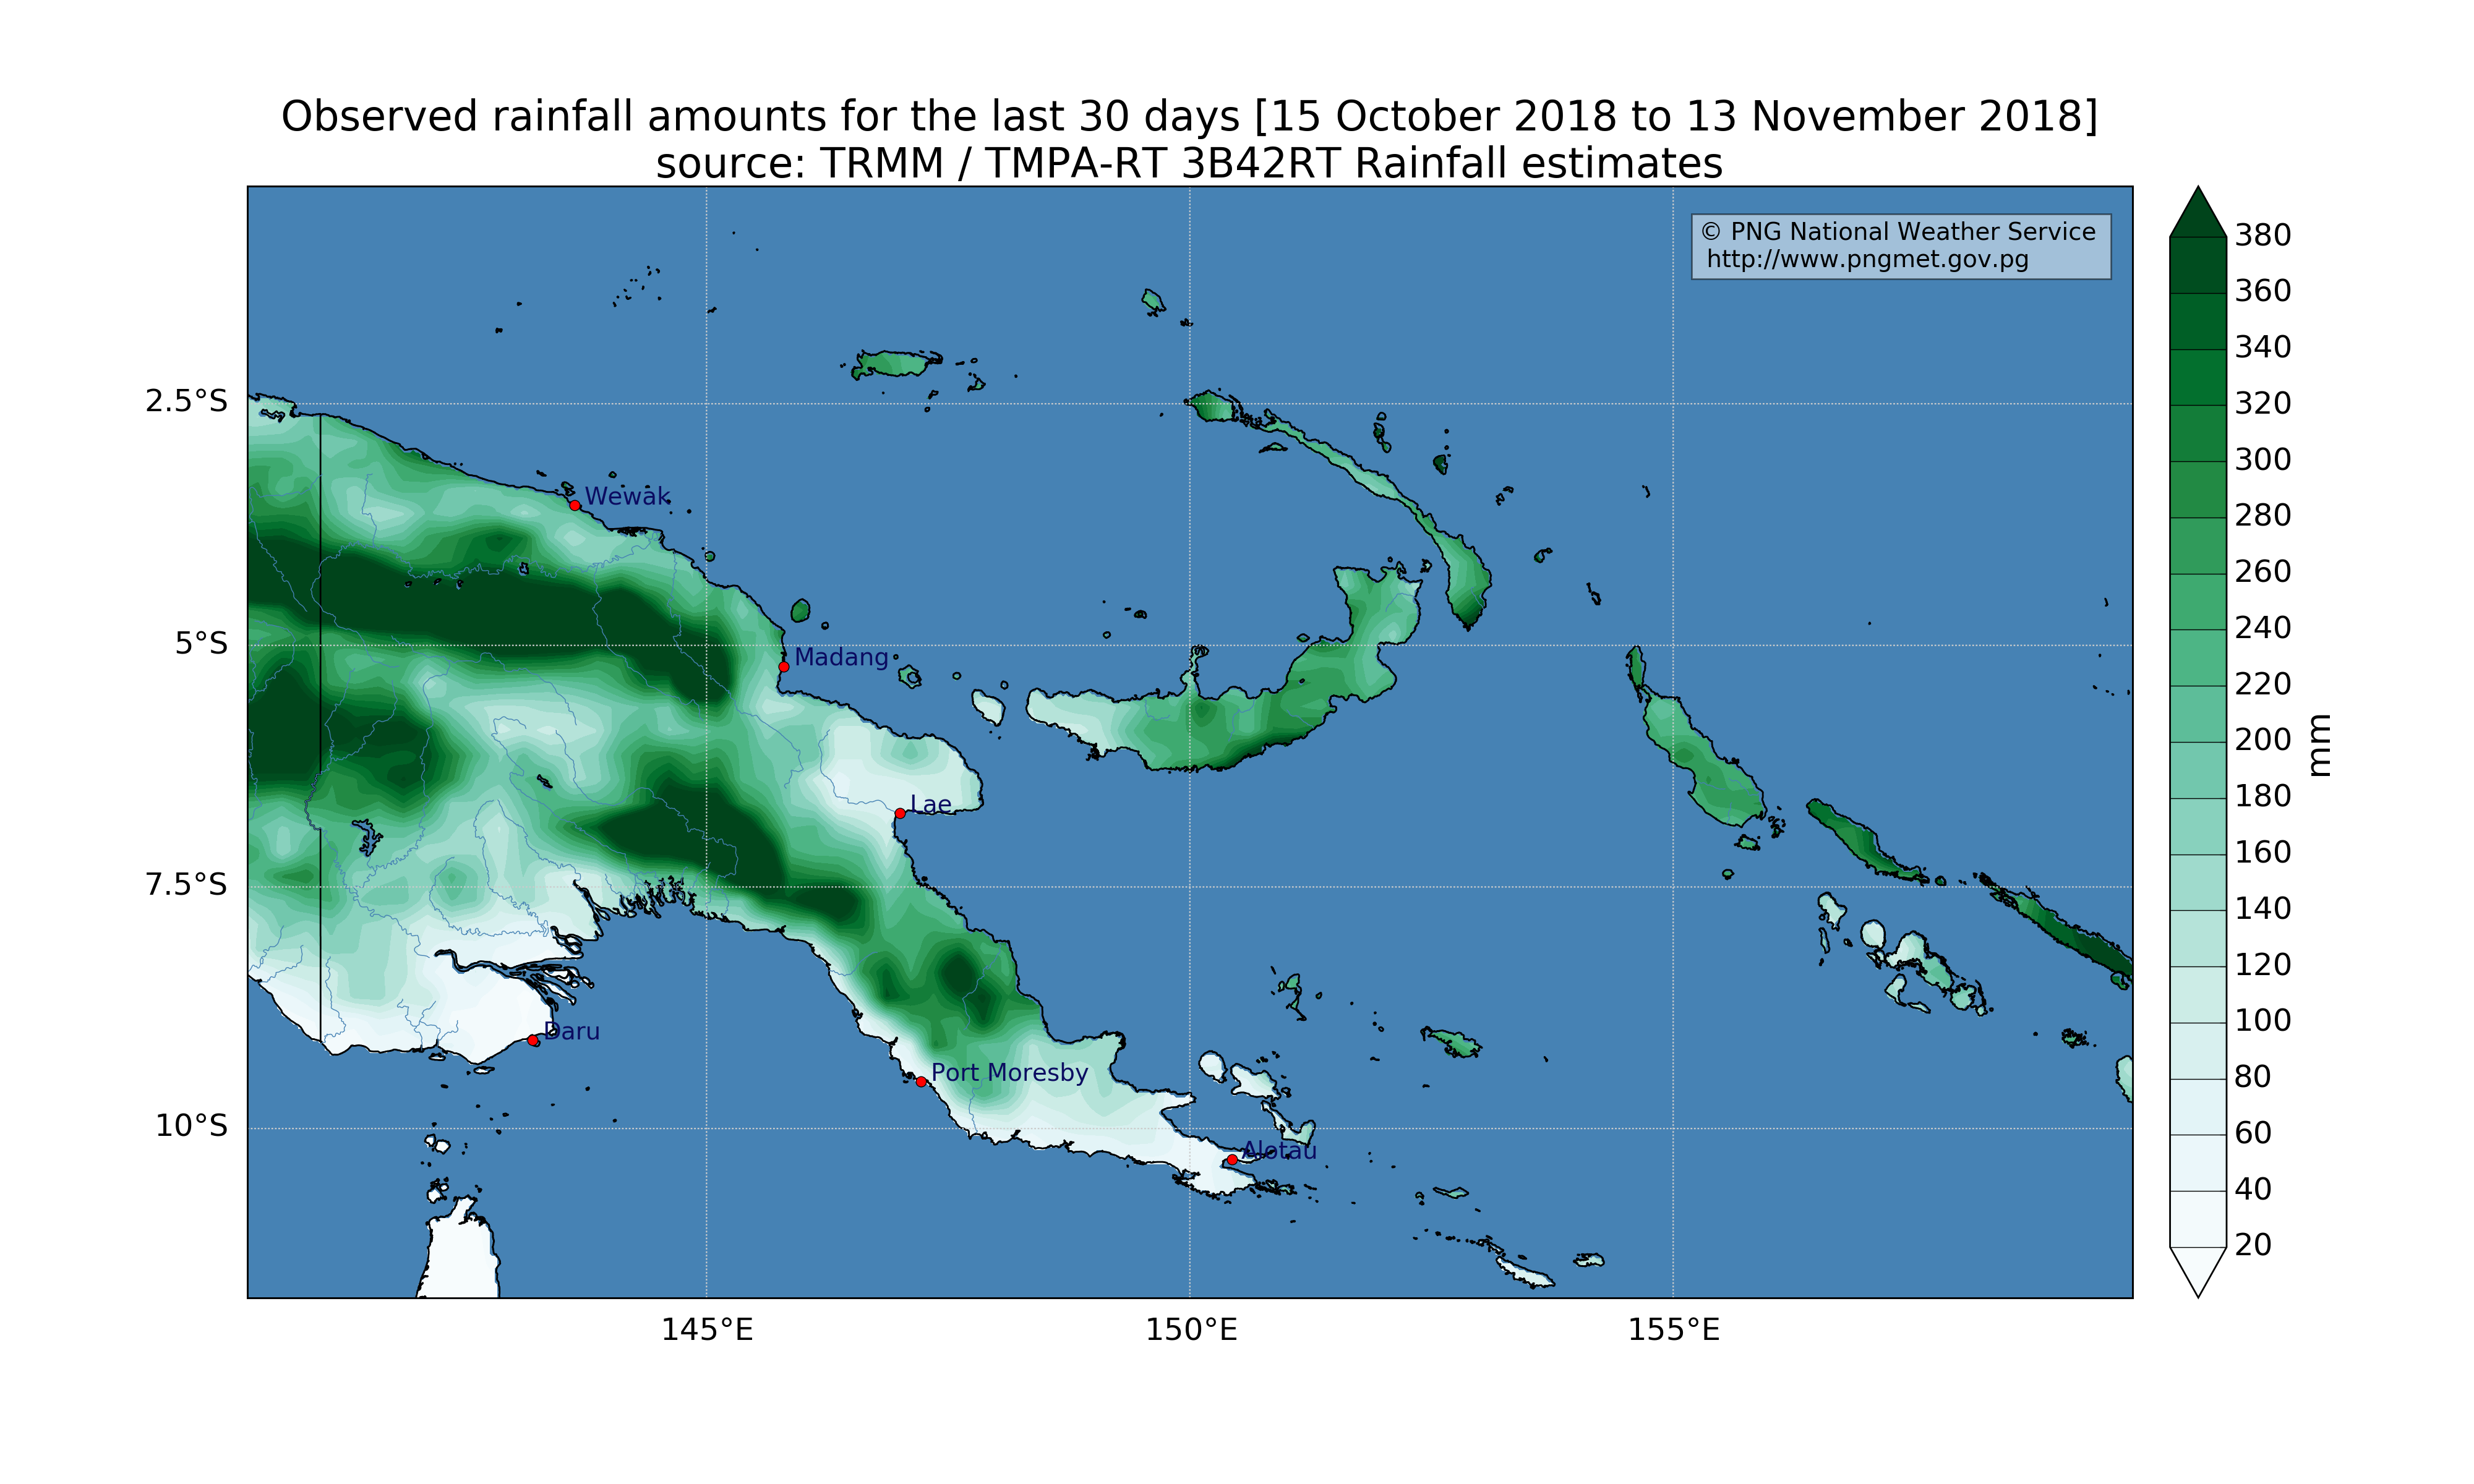 Observed rainfall amounts for the last 30 days [15 October 2018 to 13 November 2018]
source: TRMM / TMPA-RT 3B42RT Rainfall estimates
© PNG National Weather Service
http://www.pngmet.gov.pg
2.5°S
5°S
7.5°S
10°S
Wewak
Madang
Lae
Daru
Port Moresby
Alotau
145°E
150°E
155°E
380
360
340
320
300
280
260
240
220
200
180
160
140
120
100
80
60
40
20
mm